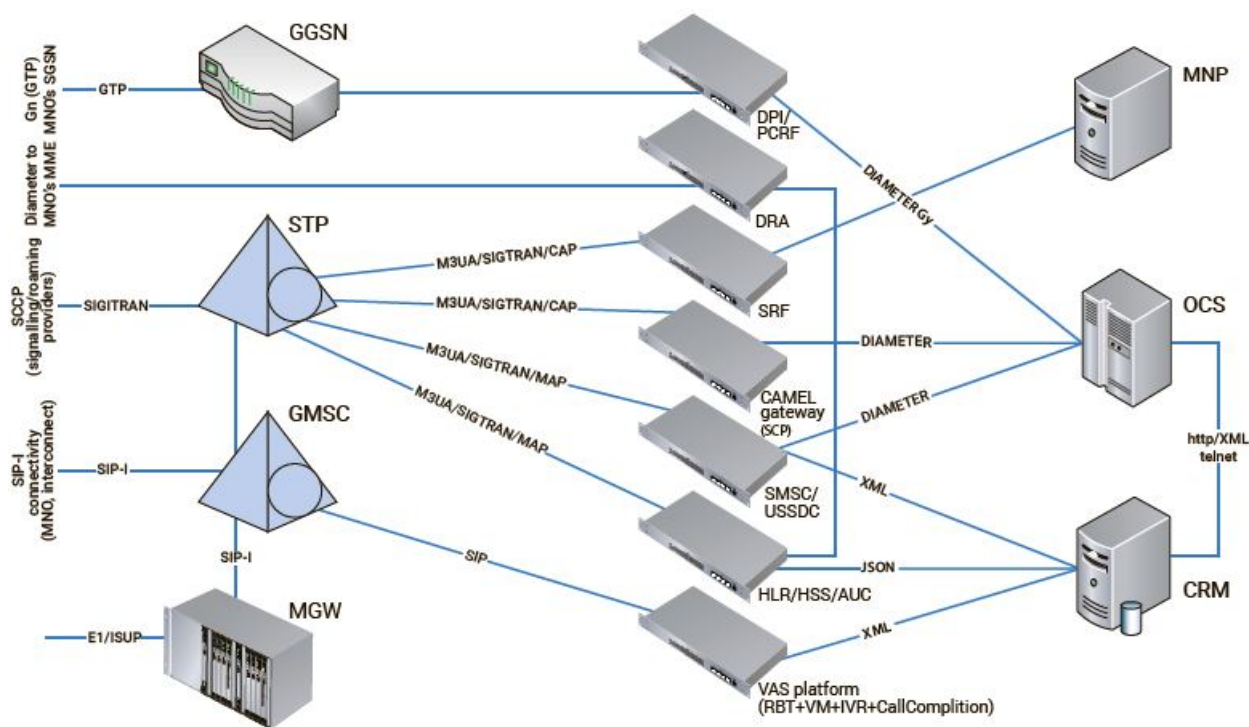 GGSN
Gn (GTP)
MNO's SGSN
GTP
DPI/
PCRF
MNP
Diameter to
MNO's MME
DIAMETER Gy
DRA
STP
M3UA/SIGTRAN/CAP
SCCP
(signalling/roaming
providers)
SIGITRAN
M3UA/SIGTRAN/CAP
SRF
OCS
DIAMETER
M3UA/SIGTRAN/MAP
CAMEL
gateway
(SCP)
DIAMETER
M3UA/SIGTRAN/MAP
GMSC
http/XML
telnet
SIP-I
connectivity
(MNO, interconnect)
SIP-I
XML
SMSC/
USSDC
SIP-I
SIP
JSON
HLR/HSS/AUC
CRM
MGW
E1/ISUP
XML
VAS platform
(RBT+VM+IVR+CallComplition)